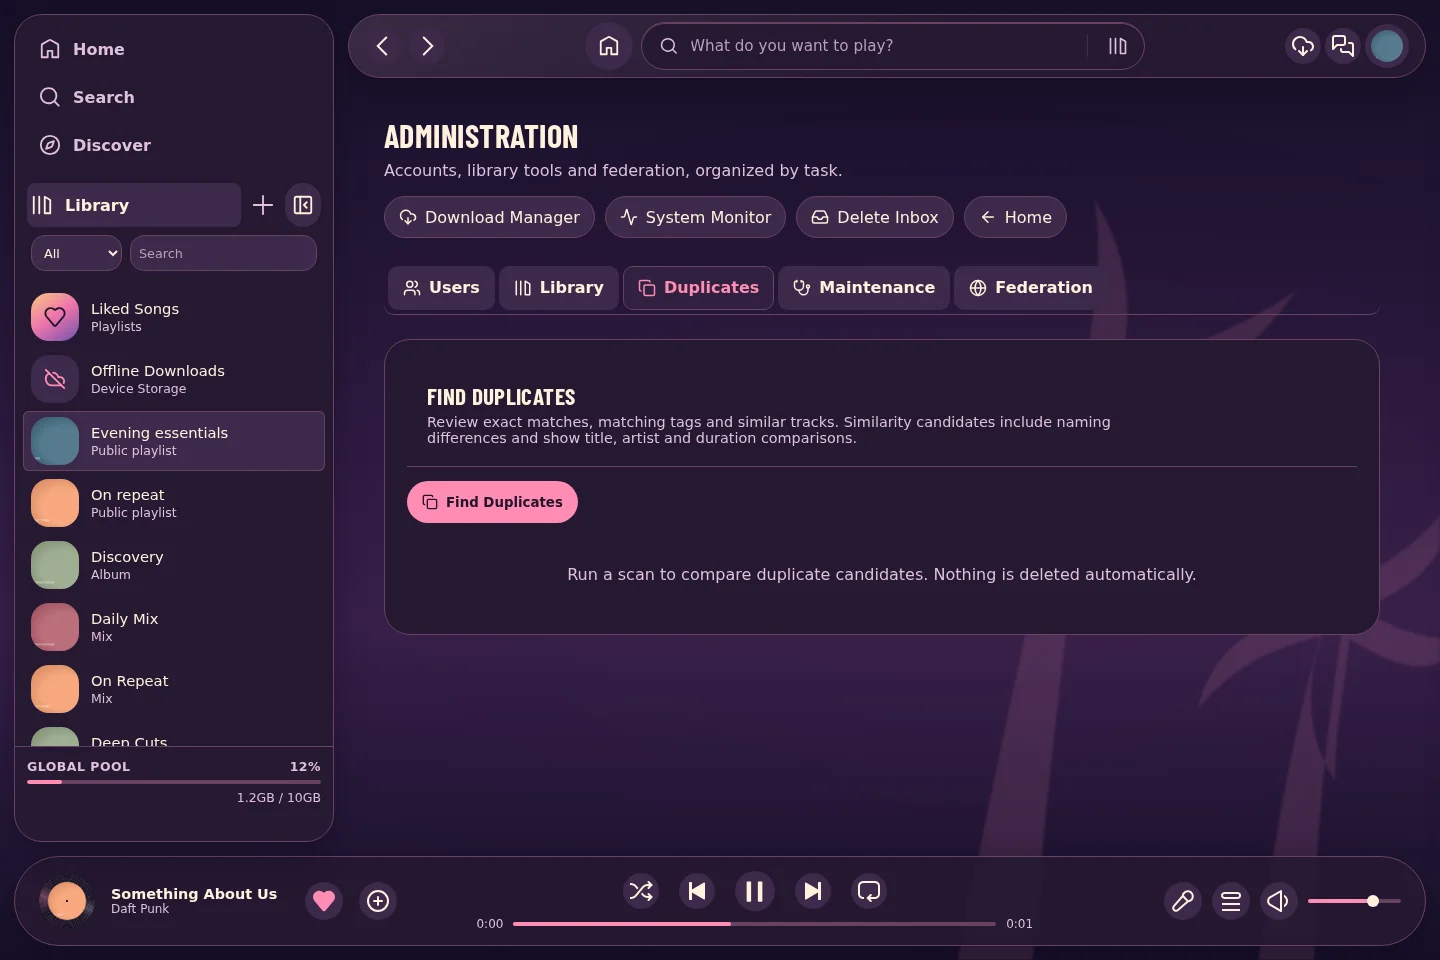 Home
Search
Discover
Library
All
Search
Liked Songs
Playlists
Offline Downloads
Device Storage
Evening essentials
Public playlist
On repeat
Public playlist
Discovery
Album
Daily Mix
Mix
On Repeat
Mix
Deep Cuts
GLOBAL POOL 12%
1.2GB / 10GB
What do you want to play?
ADMINISTRATION
Accounts, library tools and federation, organized by task.
Download Manager
System Monitor
Delete Inbox
Home
Users
Library
Duplicates
Maintenance
Federation
FIND DUPLICATES
Review exact matches, matching tags and similar tracks. Similarity candidates include naming
differences and show title, artist and duration comparisons.
Find Duplicates
Run a scan to compare duplicate candidates. Nothing is deleted automatically.
Something About Us
Daft Punk
0:00
0:01